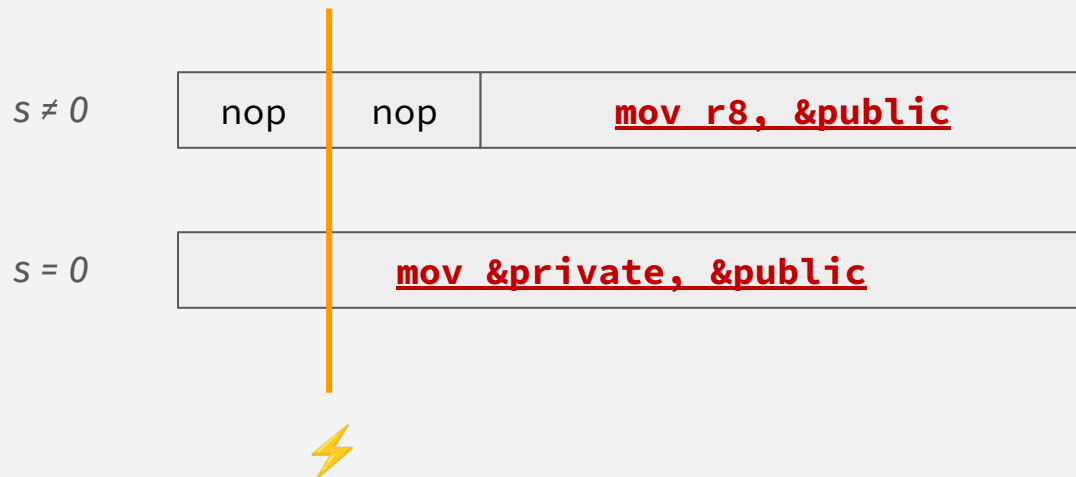 s ≠ 0 nop nop mov r8, &public
s = 0 mov &private, &public